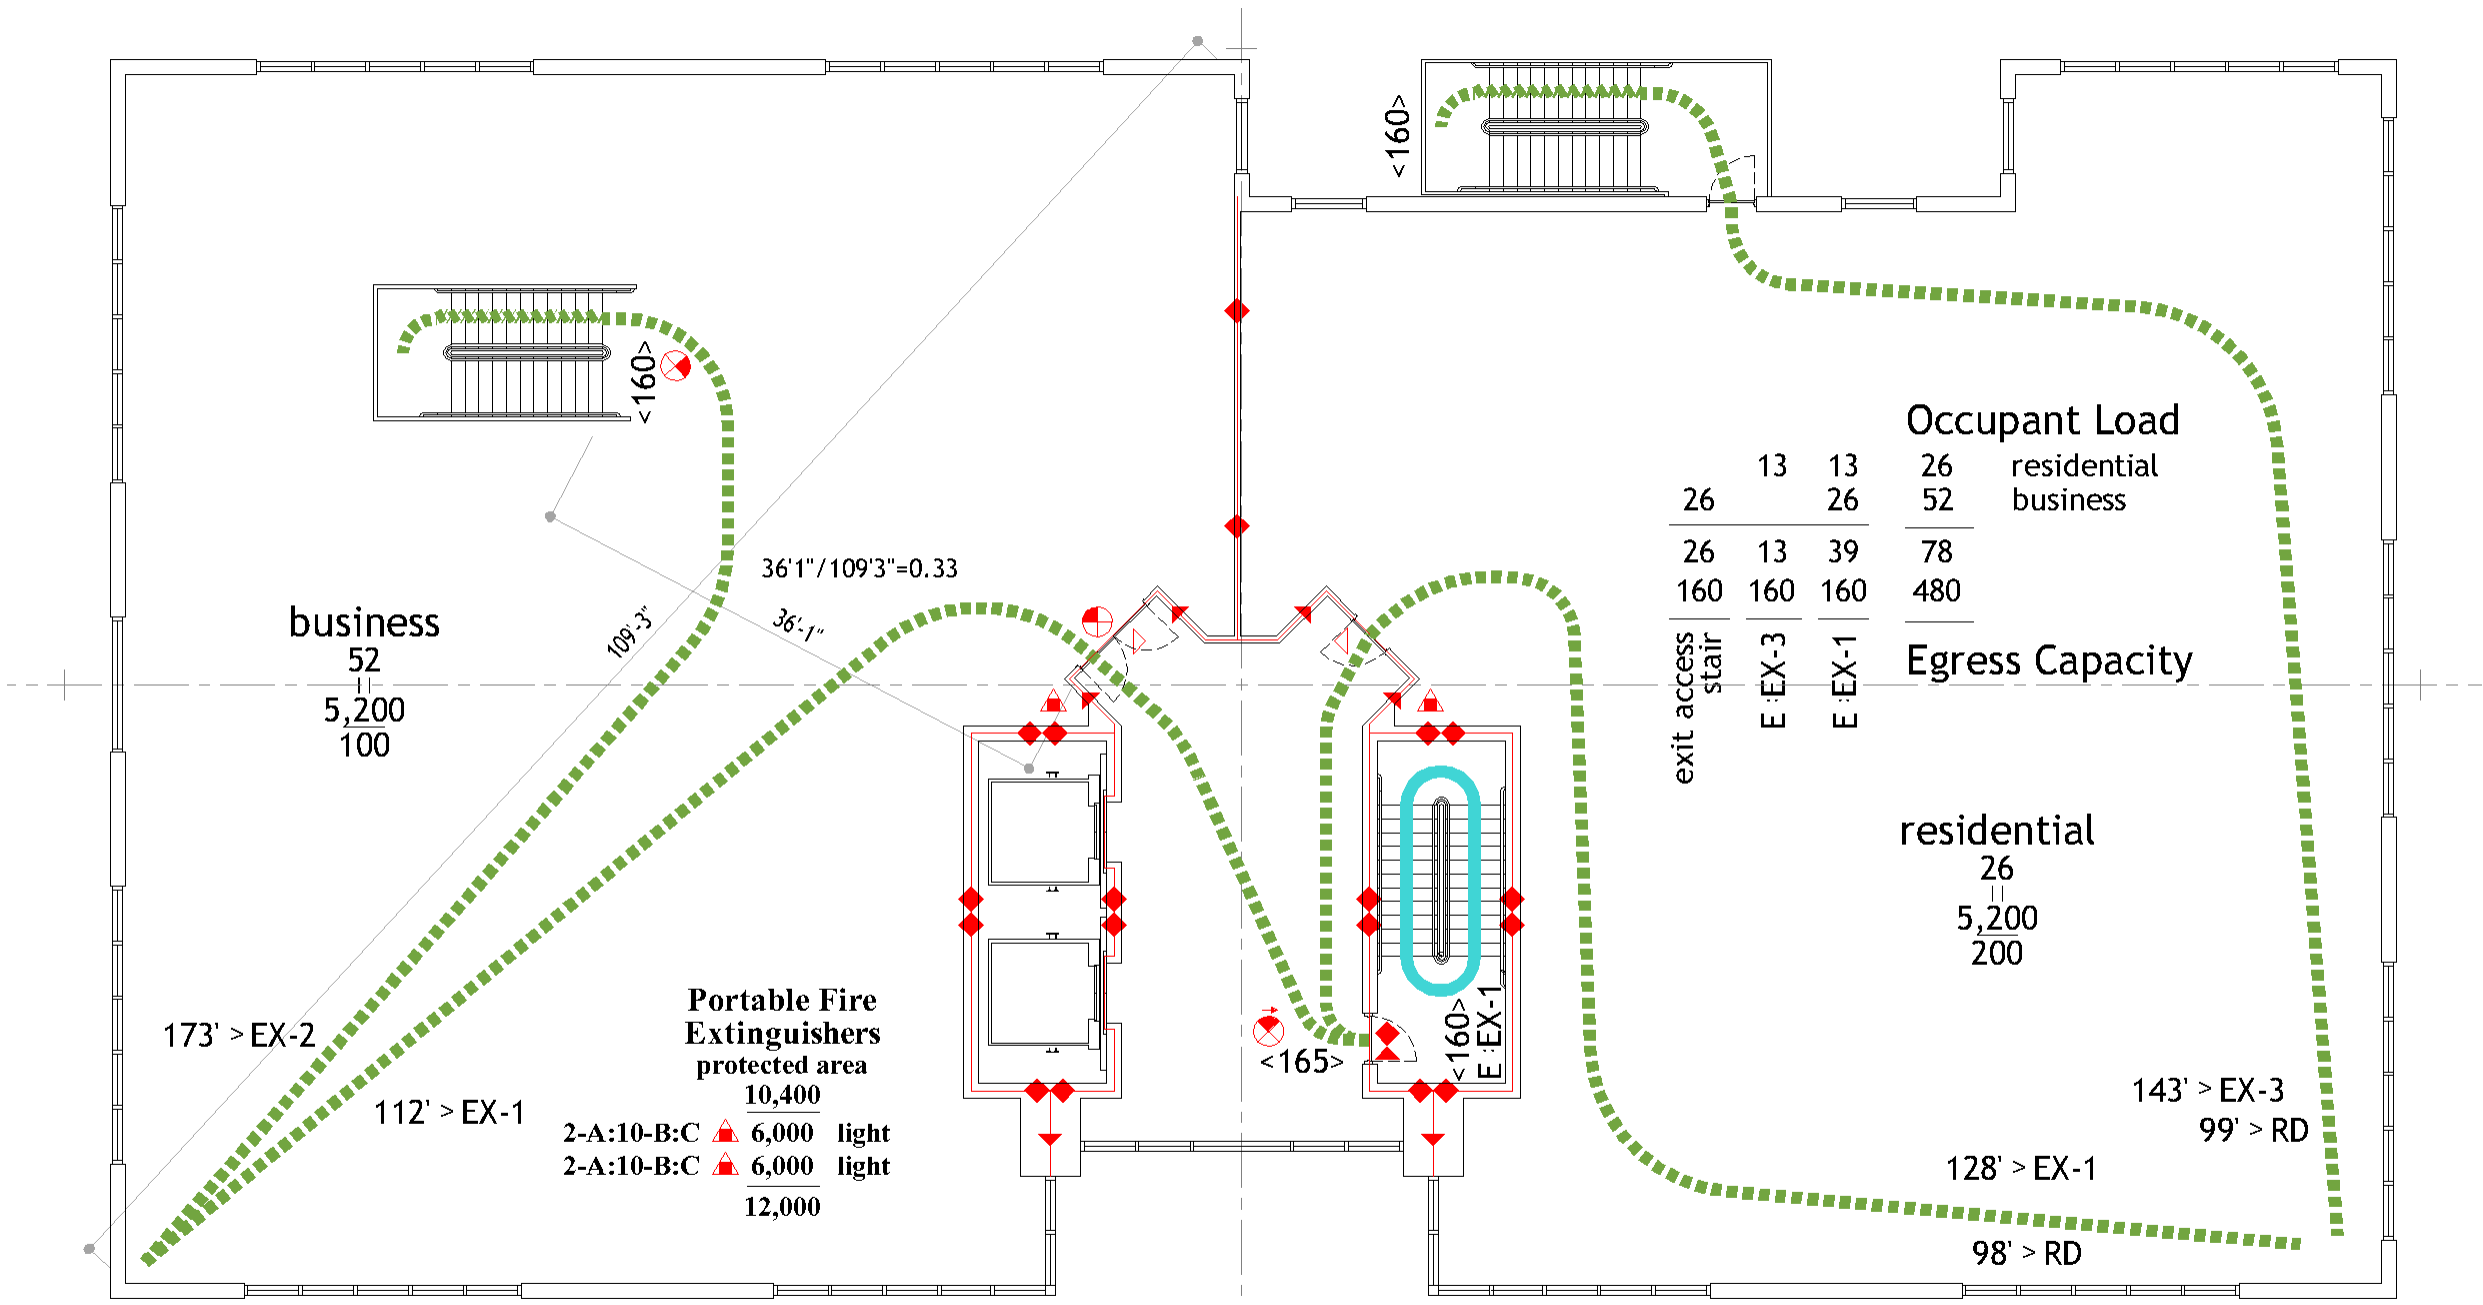 <160>
<160>
Occupant Load
13 13 26 residential
26 26 52 business
26 13 39 78
160 160 160 480
exit access
stair
E :EX-3
E :EX-1
Egress Capacity
36'1"/109'3"=0.33
109'-3"
36'-1"
business
52
=
5,200
100
residential
26
=
5,200
200
173' > EX-2
112' > EX-1
Portable Fire
Extinguishers
protected area
10,400
2-A:10-B:C 6,000 light
2-A:10-B:C 6,000 light
12,000
<165>
<160>
E :EX-1
143' > EX-3
99' > RD
128' > EX-1
98' > RD